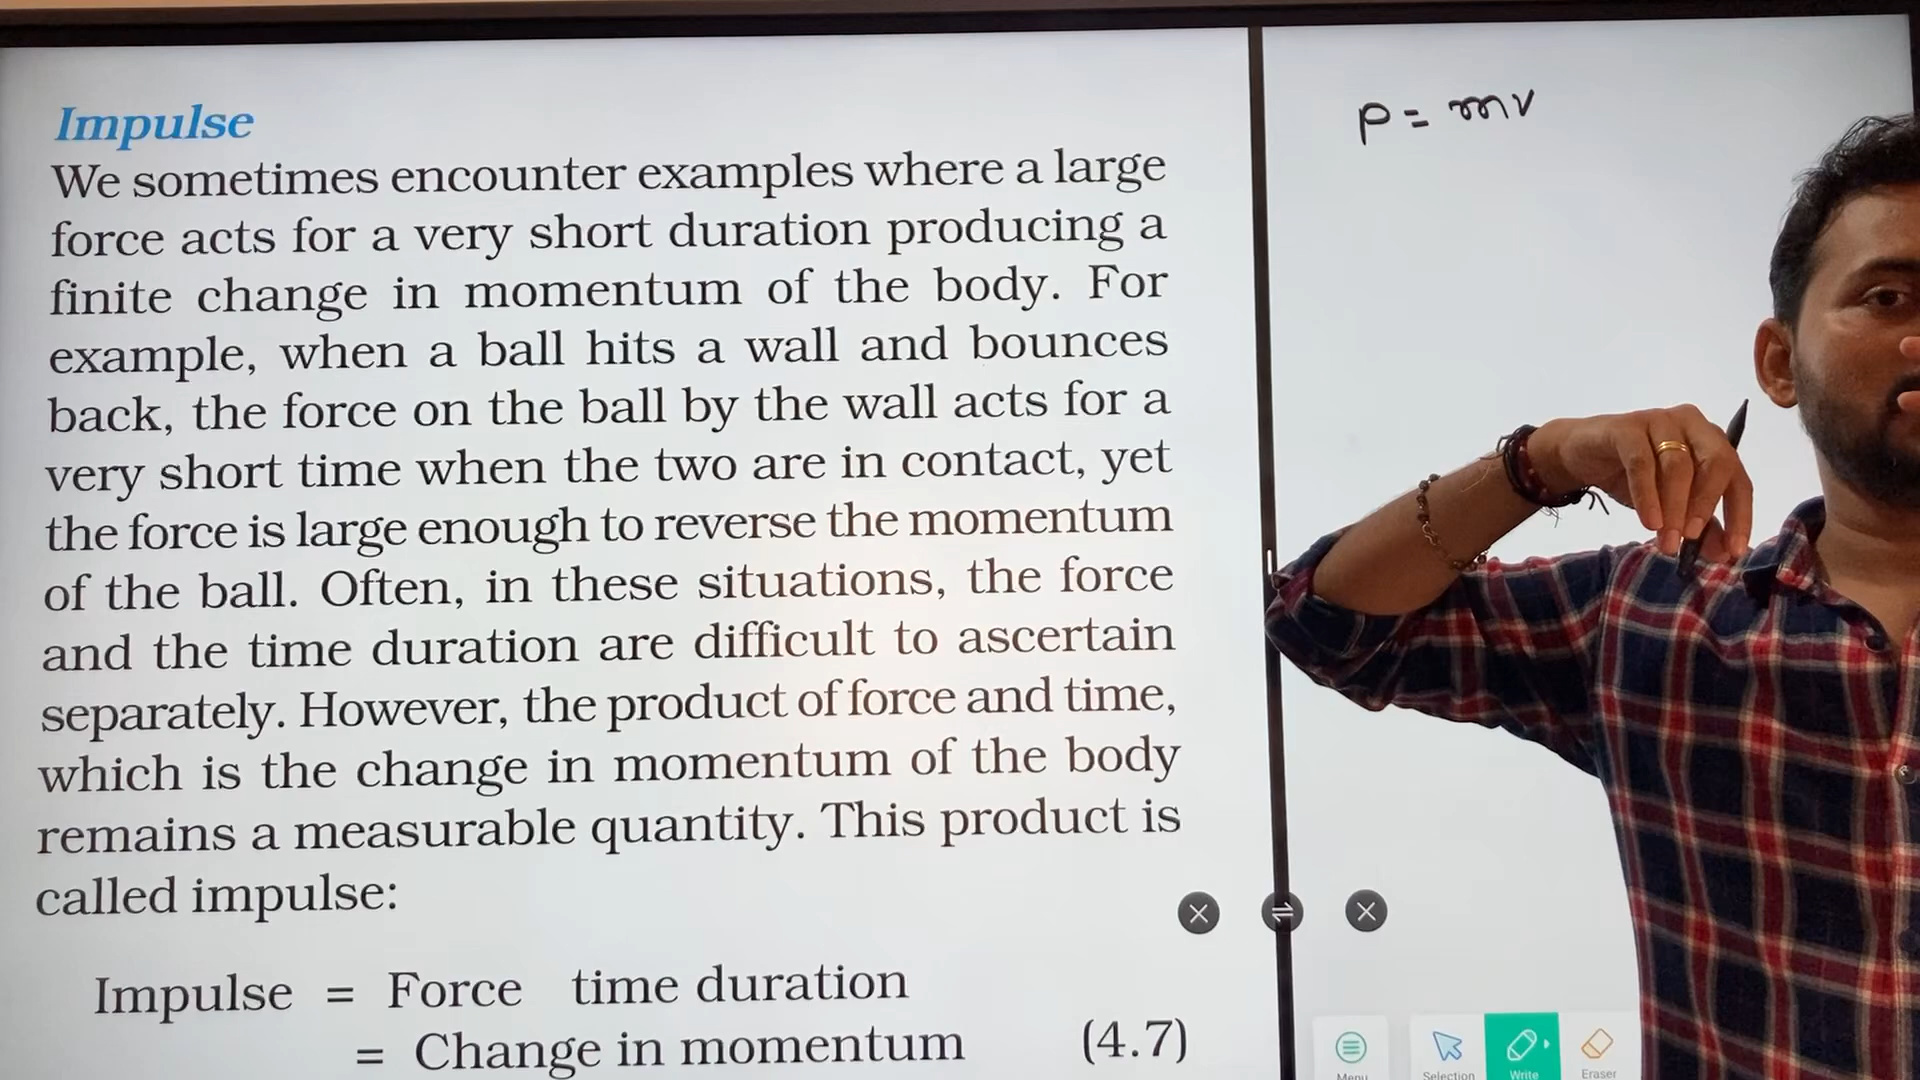 Impulse
We sometimes encounter examples where a large
force acts for a very short duration producing a
finite change in momentum of the body. For
example, when a ball hits a wall and bounces
back, the force on the ball by the wall acts for a
very short time when the two are in contact, yet
the force is large enough to reverse the momentum
of the ball. Often, in these situations, the force
and the time duration are difficult to ascertain
separately. However, the product of force and time,
which is the change in momentum of the body
remains a measurable quantity. This product is
called impulse:
Impulse = Force time duration
= Change in momentum (4.7)
P = mv
Menu Selection Write Eraser